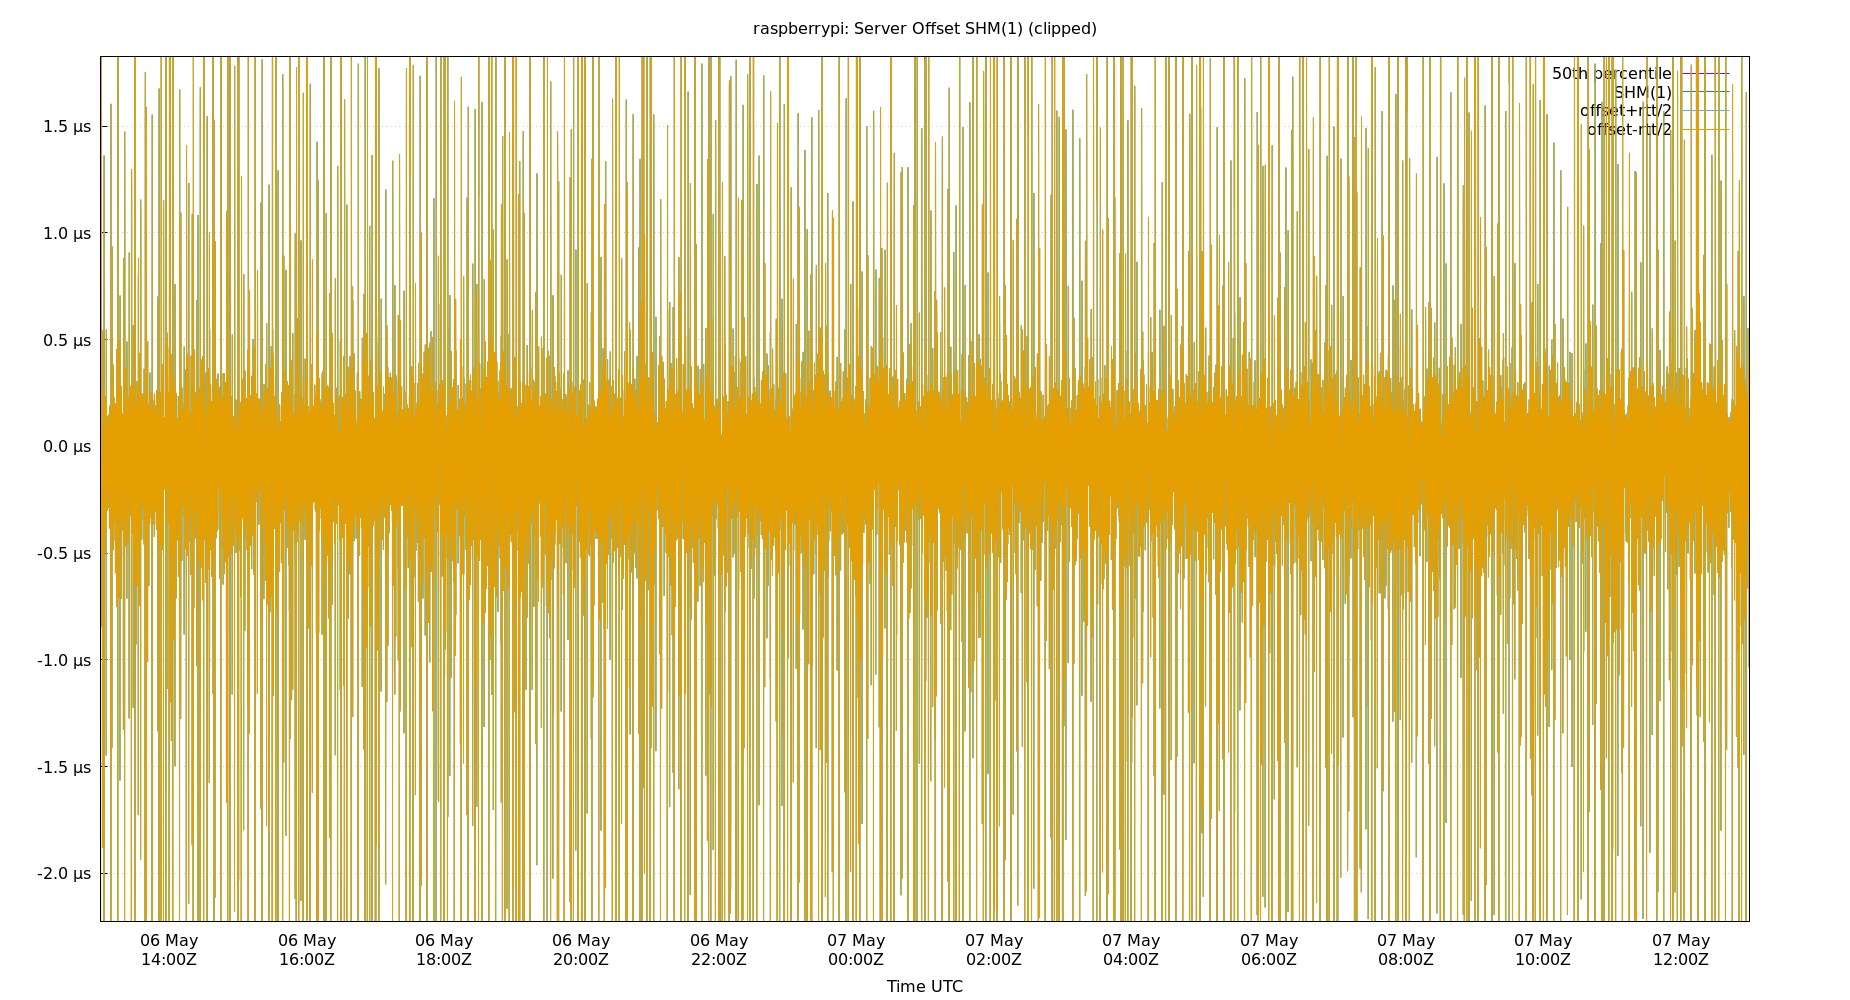 raspberrypi: Server Offset SHM(1) (clipped)
50th percentile
SHM(1)
offset+rtt/2
offset-rtt/2
1.5 µs
1.0 µs
0.5 µs
0.0 µs
-0.5 µs
-1.0 µs
-1.5 µs
-2.0 µs
06 May 06 May 06 May 06 May 06 May 07 May 07 May 07 May 07 May 07 May 07 May 07 May
14:00Z 16:00Z 18:00Z 20:00Z 22:00Z 00:00Z 02:00Z 04:00Z 06:00Z 08:00Z 10:00Z 12:00Z
Time UTC